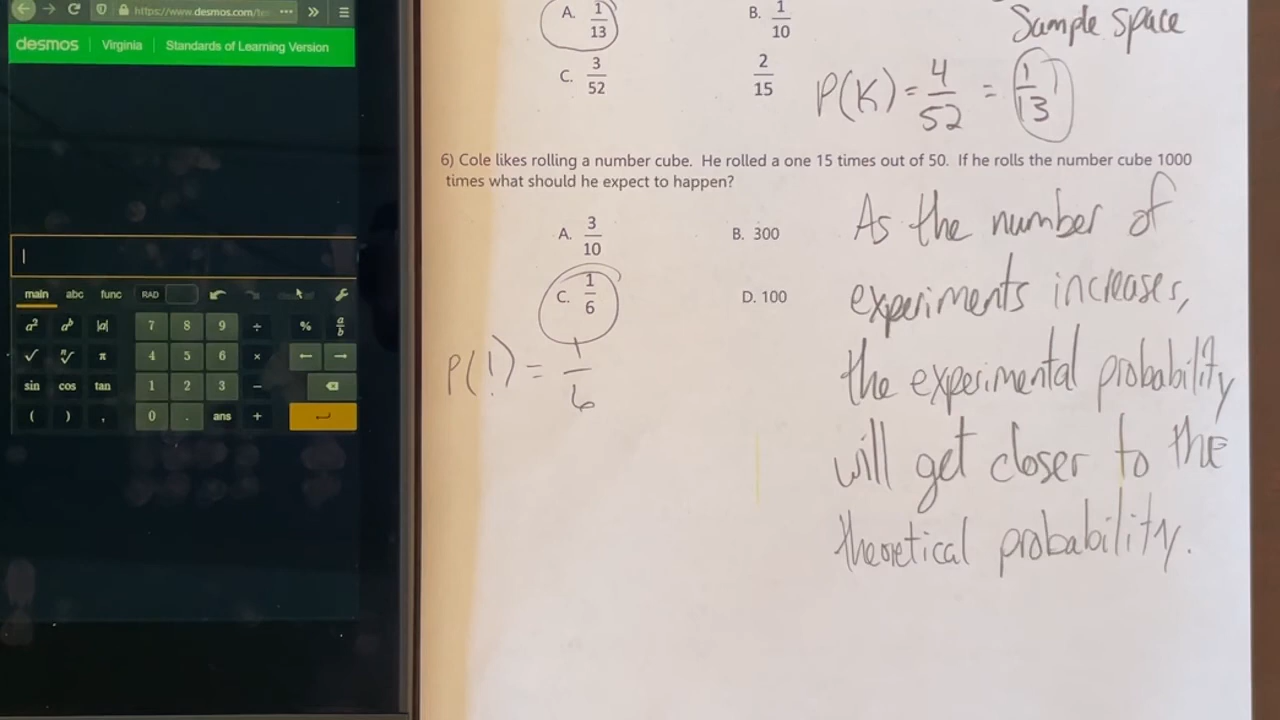 https://www.desmos.com/tes ···
desmos Virginia Standards of Learning Version
main abc func RAD
a² aᵇ |a| 7 8 9 ÷ % a/b
√ ⁿ√ π 4 5 6 × ← →
sin cos tan 1 2 3 −
( ) , 0 . ans +
A. 1/13 B. 1/10
C. 3/52 2/15
Sample space
P(K) = 4/52 = 1/13
6) Cole likes rolling a number cube. He rolled a one 15 times out of 50. If he rolls the number cube 1000
times what should he expect to happen?
A. 3/10 B. 300
C. 1/6 D. 100
P(!) = 1/6
As the number of
experiments increases,
the experimental probability
will get closer to the
theoretical probability.